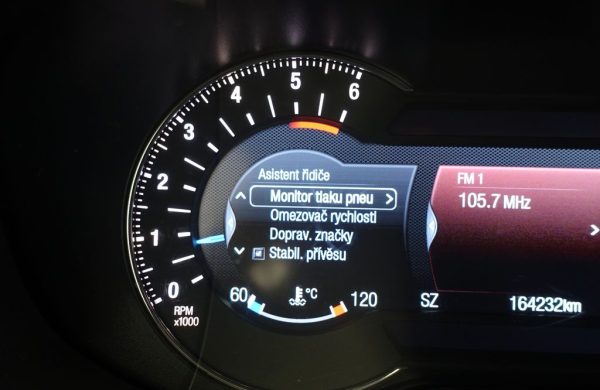 6
5
4
3
2
1
0
RPM
x1000
Asistent řidiče
Monitor tlaku pneu
Omezovač rychlosti
Doprav. značky
Stabil. přívěsu
60 °C 120
FM 1
105.7 MHz
SZ 164232km